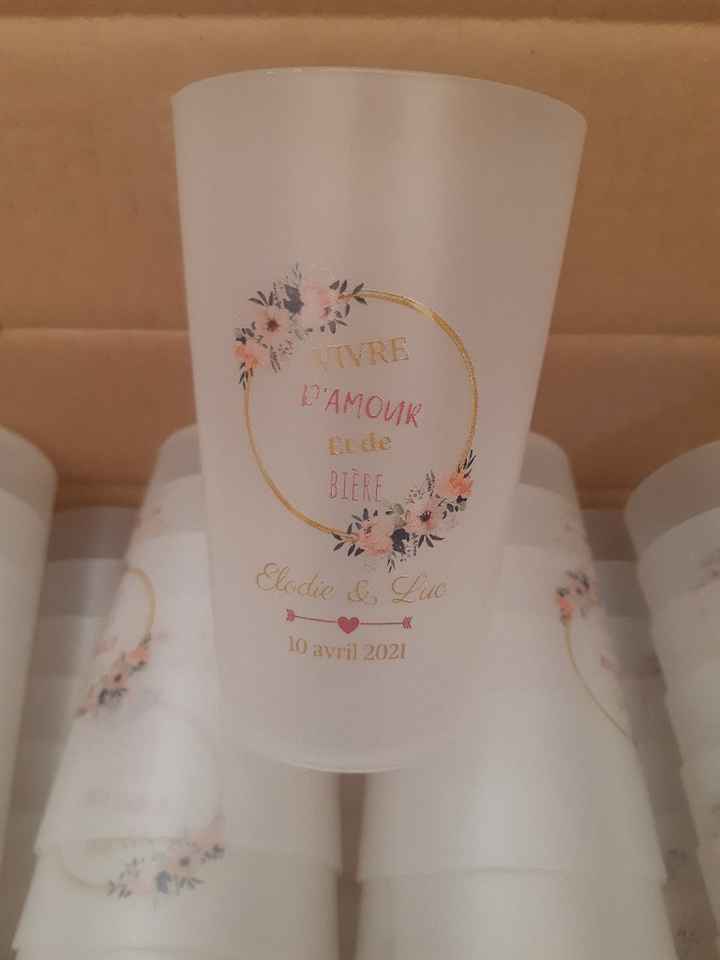 VIVRE
D'AMOUR
Et de
BIÈRE
Elodie & Luc
10 avril 2021